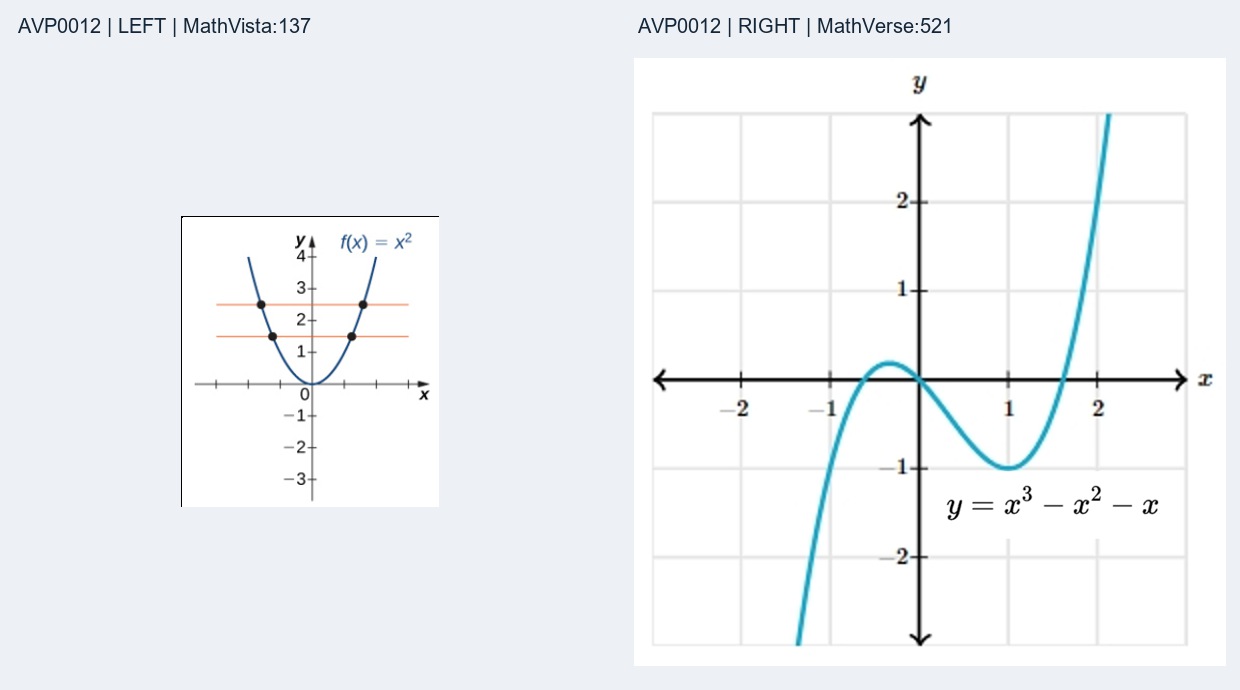 AVP0012 | LEFT | MathVista:137
y
f(x) = x²
4
3
2
1
0
x
−1
−2
−3
AVP0012 | RIGHT | MathVerse:521
y
2
1
−2 −1 1 2 x
−1
y = x³ − x² − x
−2